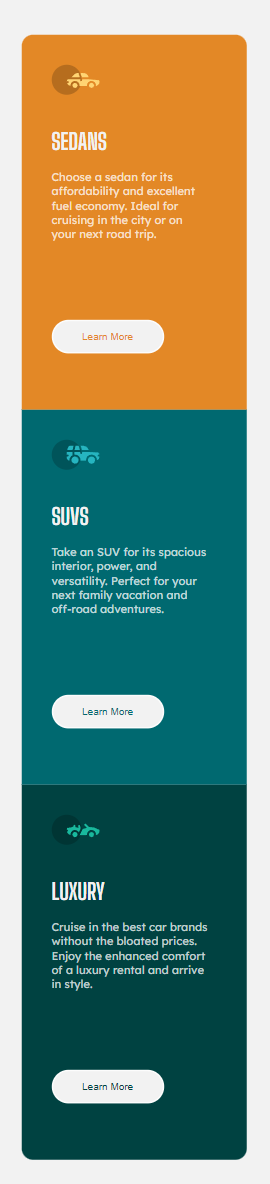 SEDANS
Choose a sedan for its
affordability and excellent
fuel economy. Ideal for
cruising in the city or on
your next road trip.
Learn More
SUVS
Take an SUV for its spacious
interior, power, and
versatility. Perfect for your
next family vacation and
off-road adventures.
Learn More
LUXURY
Cruise in the best car brands
without the bloated prices.
Enjoy the enhanced comfort
of a luxury rental and arrive
in style.
Learn More